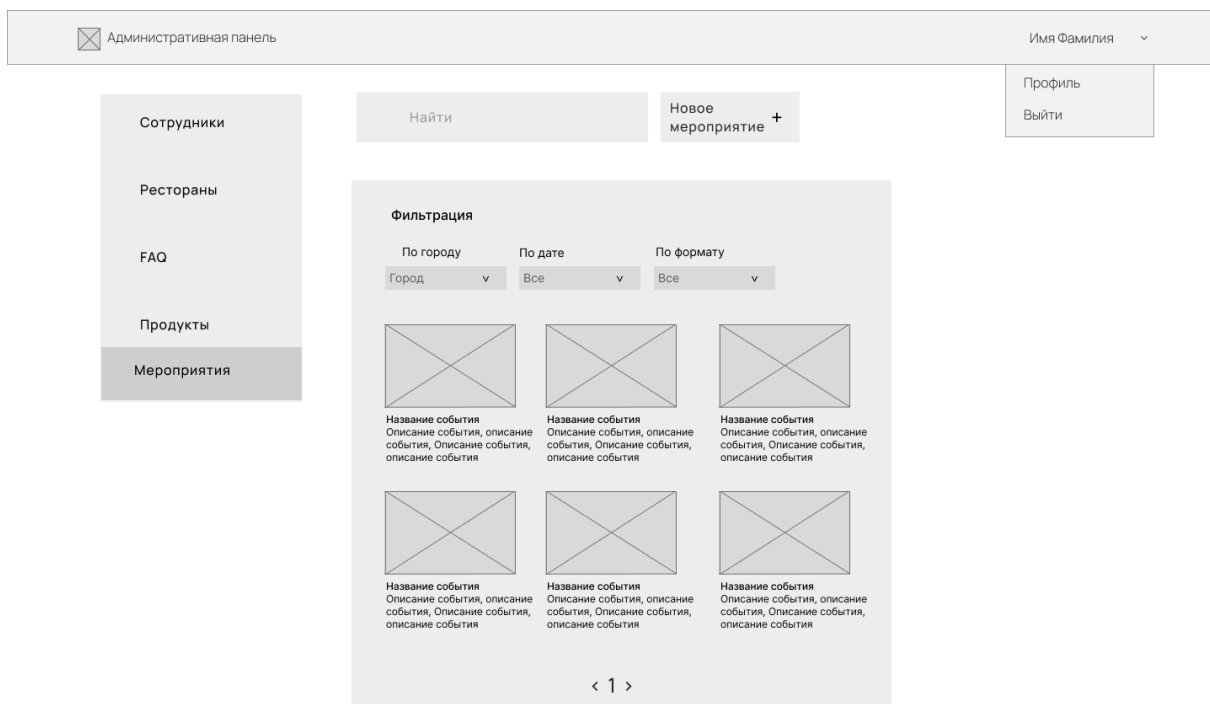 Административная панель
Имя Фамилия
Профиль
Выйти
Сотрудники
Рестораны
FAQ
Продукты
Мероприятия
Найти
Новое
мероприятие +
Фильтрация
По городу
По дате
По формату
Город v
Все v
Все v
Название события
Описание события, описание
события, Описание события,
описание события
Название события
Описание события, описание
события, Описание события,
описание события
Название события
Описание события, описание
события, Описание события,
описание события
Название события
Описание события, описание
события, Описание события,
описание события
Название события
Описание события, описание
события, Описание события,
описание события
Название события
Описание события, описание
события, Описание события,
описание события
< 1 >